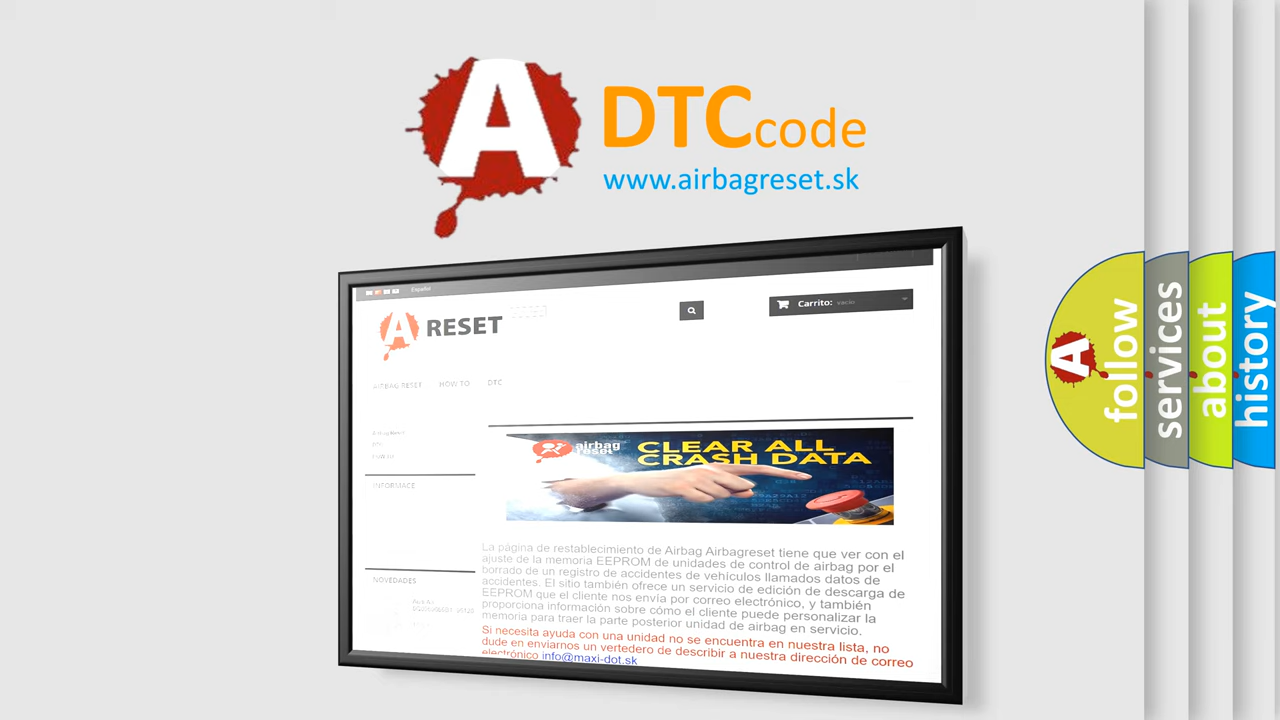 A
DTCcode
www.airbagreset.sk
Español
A RESET
Carrito: vacío
AIRBAG RESET HOW TO DTC
INFORMACE
airbag
reset
CLEAR ALL
CRASH DATA
La página de restablecimiento de Airbag Airbagreset tiene que ver con el
ajuste de la memoria EEPROM de unidades de control de airbag por el
borrado de un registro de accidentes de vehículos llamados datos de
accidentes. El sitio también ofrece un servicio de edición de descarga de
EEPROM que el cliente nos envía por correo electrónico, y también
proporciona información sobre cómo el cliente puede personalizar la
memoria para traer la parte posterior unidad de airbag en servicio.
Si necesita ayuda con una unidad no se encuentra en nuestra lista, no
dude en enviarnos un vertedero de describir a nuestra dirección de correo
electrónico info@maxi-dot.sk
NOVEDADES
A
follow
services
about
history